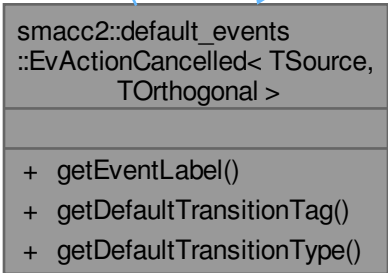 smacc2::default_events
::EvActionCancelled< TSource,
TOrthogonal >
+ getEventLabel()
+ getDefaultTransitionTag()
+ getDefaultTransitionType()